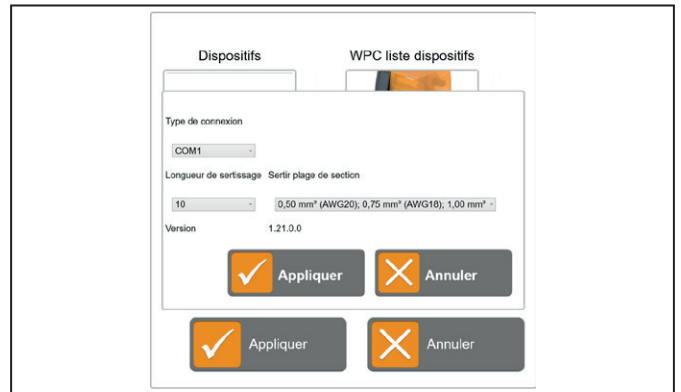 Dispositifs WPC liste dispositifs
Type de connexion
COM1
Longueur de sertissage Sertir plage de section
10 0,50 mm² (AWG20); 0,75 mm² (AWG18); 1,00 mm²
Version 1.21.0.0
Appliquer Annuler
Appliquer Annuler